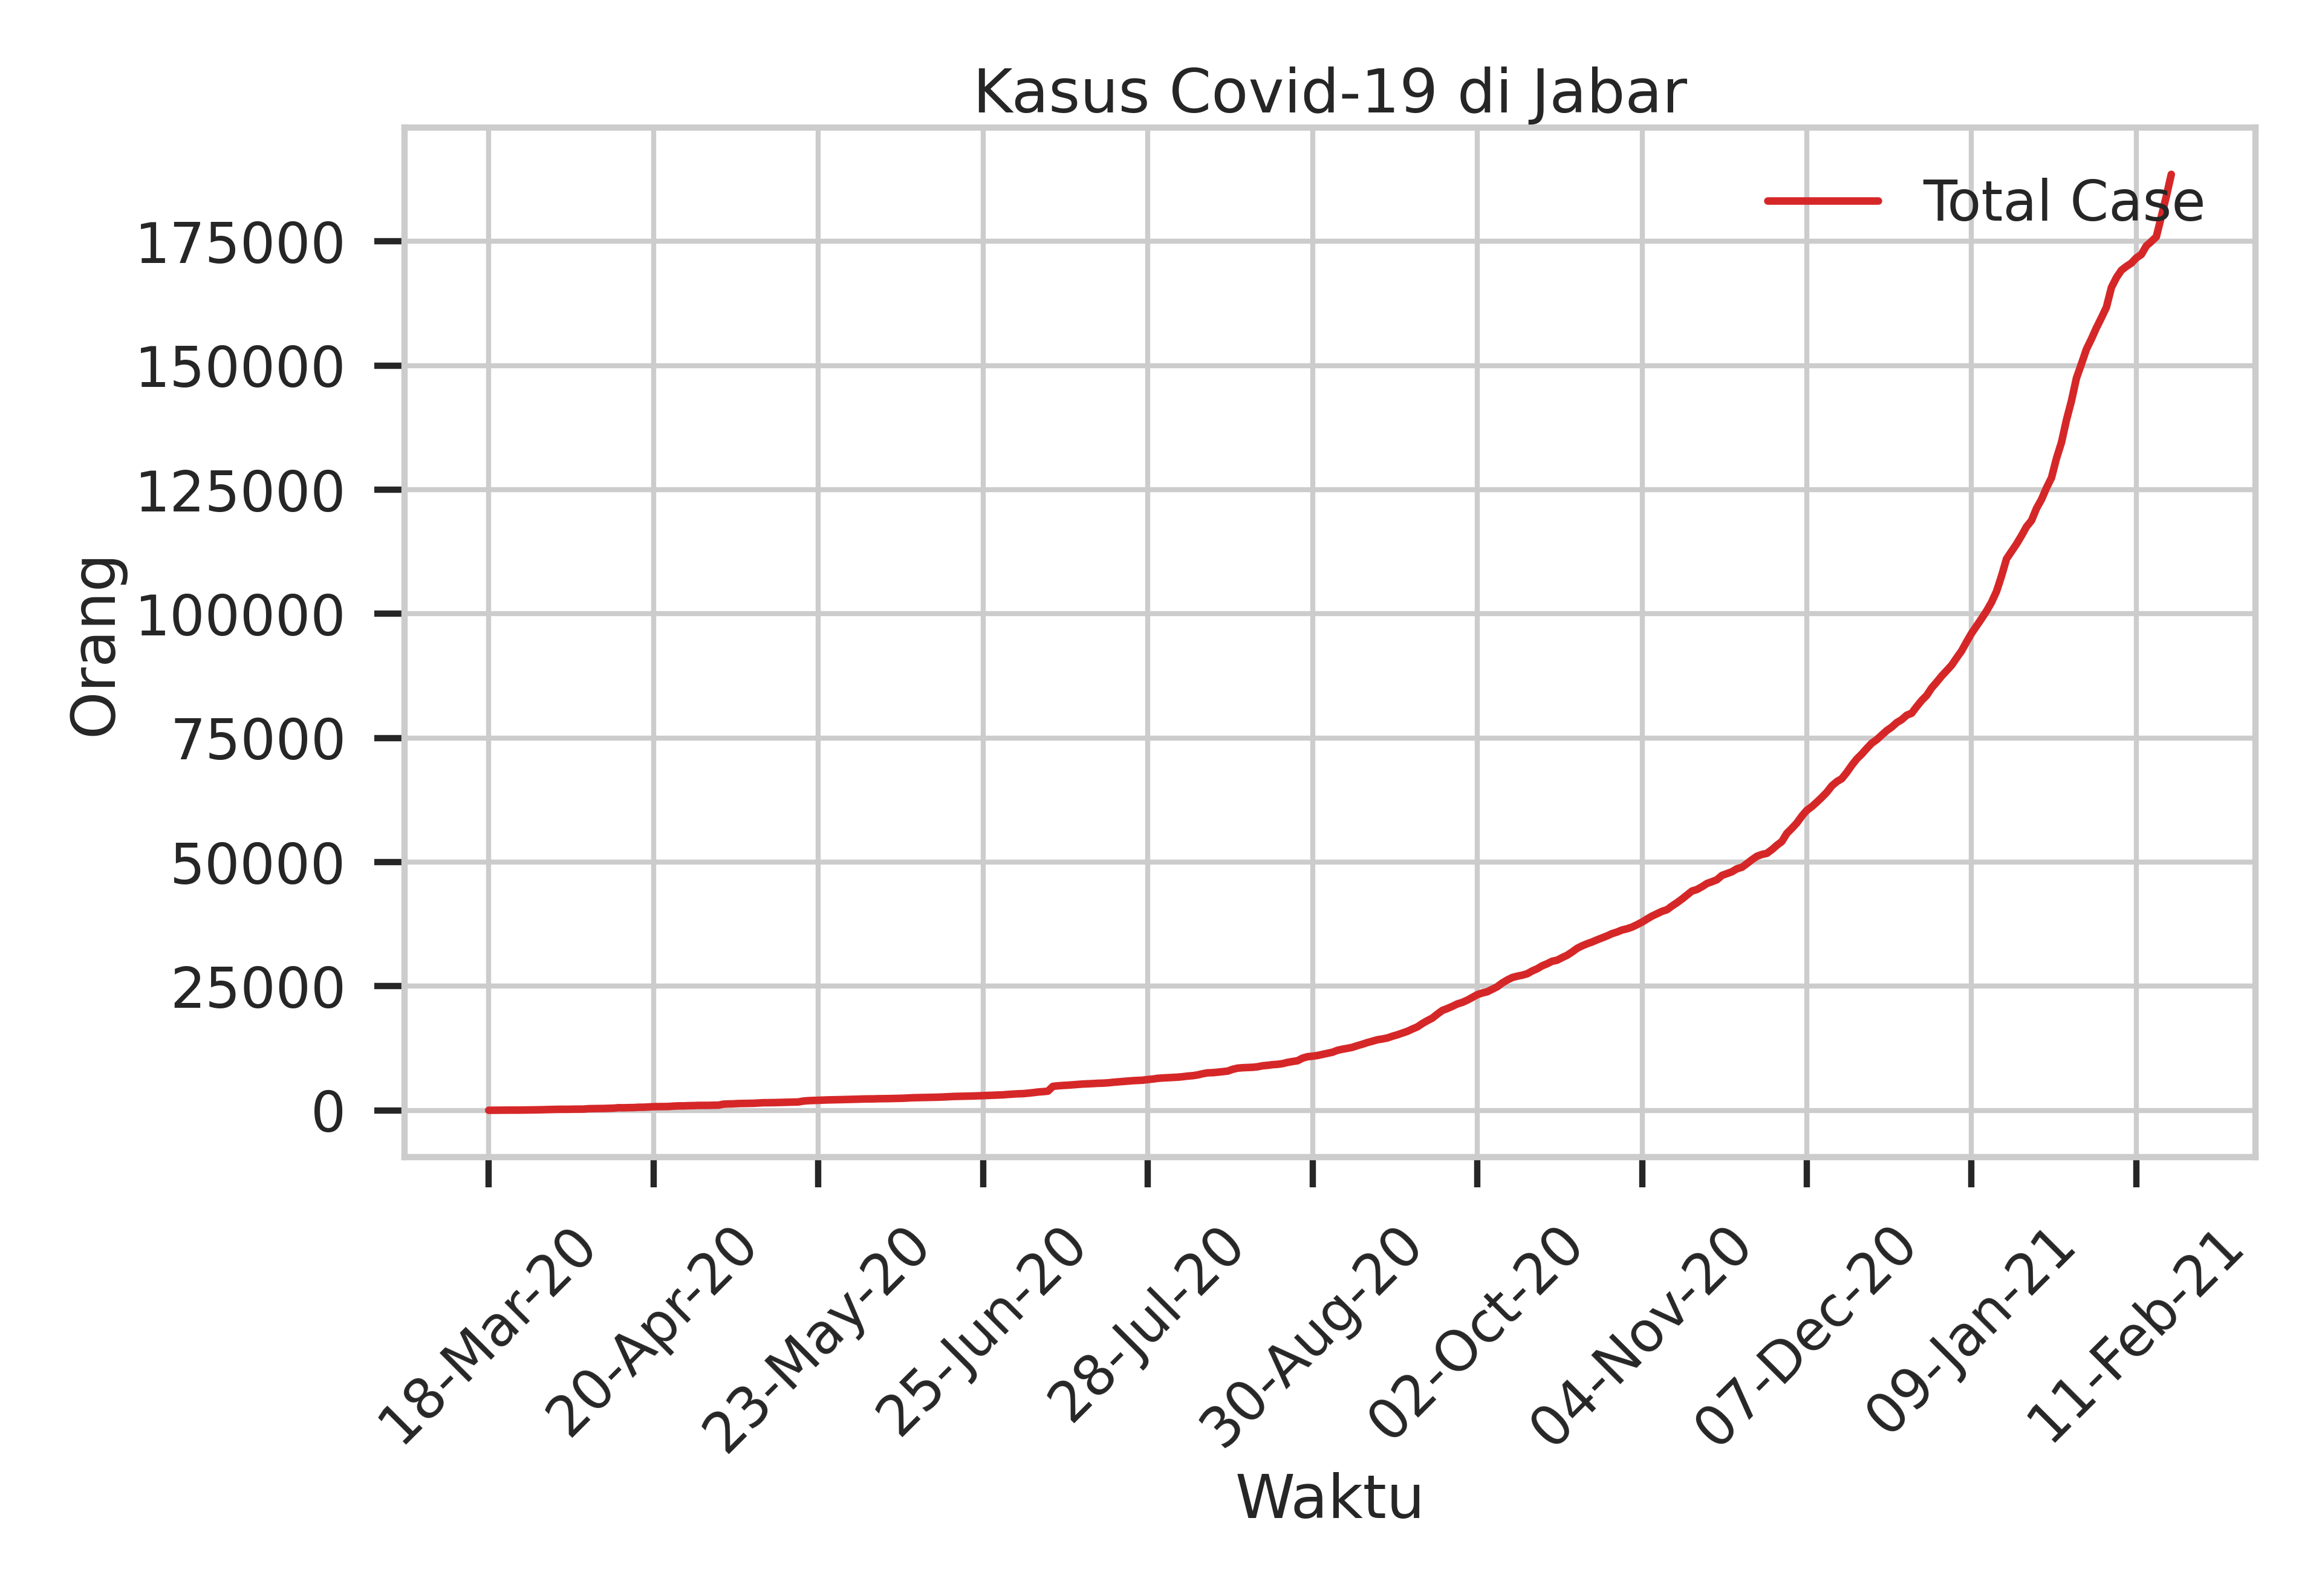 Kasus Covid-19 di Jabar
Total Case
175000
150000
125000
100000
75000
50000
25000
0
Orang
18-Mar-20
20-Apr-20
23-May-20
25-Jun-20
28-Jul-20
30-Aug-20
02-Oct-20
04-Nov-20
07-Dec-20
09-Jan-21
11-Feb-21
Waktu